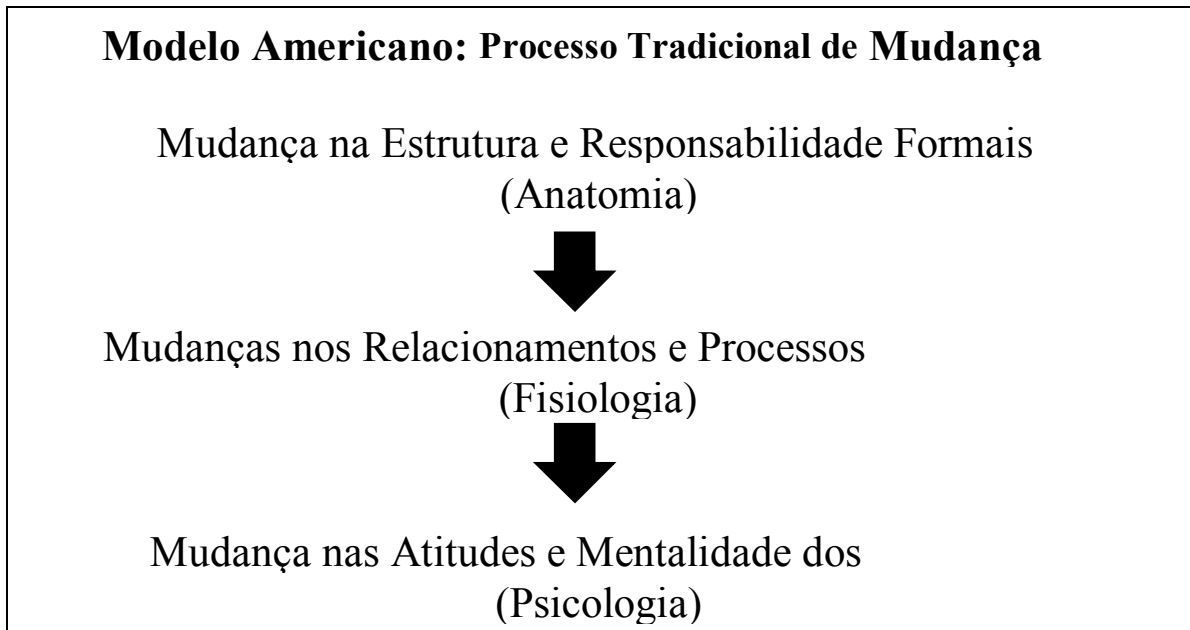 Modelo Americano: Processo Tradicional de Mudança
Mudança na Estrutura e Responsabilidade Formais
(Anatomia)
Mudanças nos Relacionamentos e Processos
(Fisiologia)
Mudança nas Atitudes e Mentalidade dos
(Psicologia)